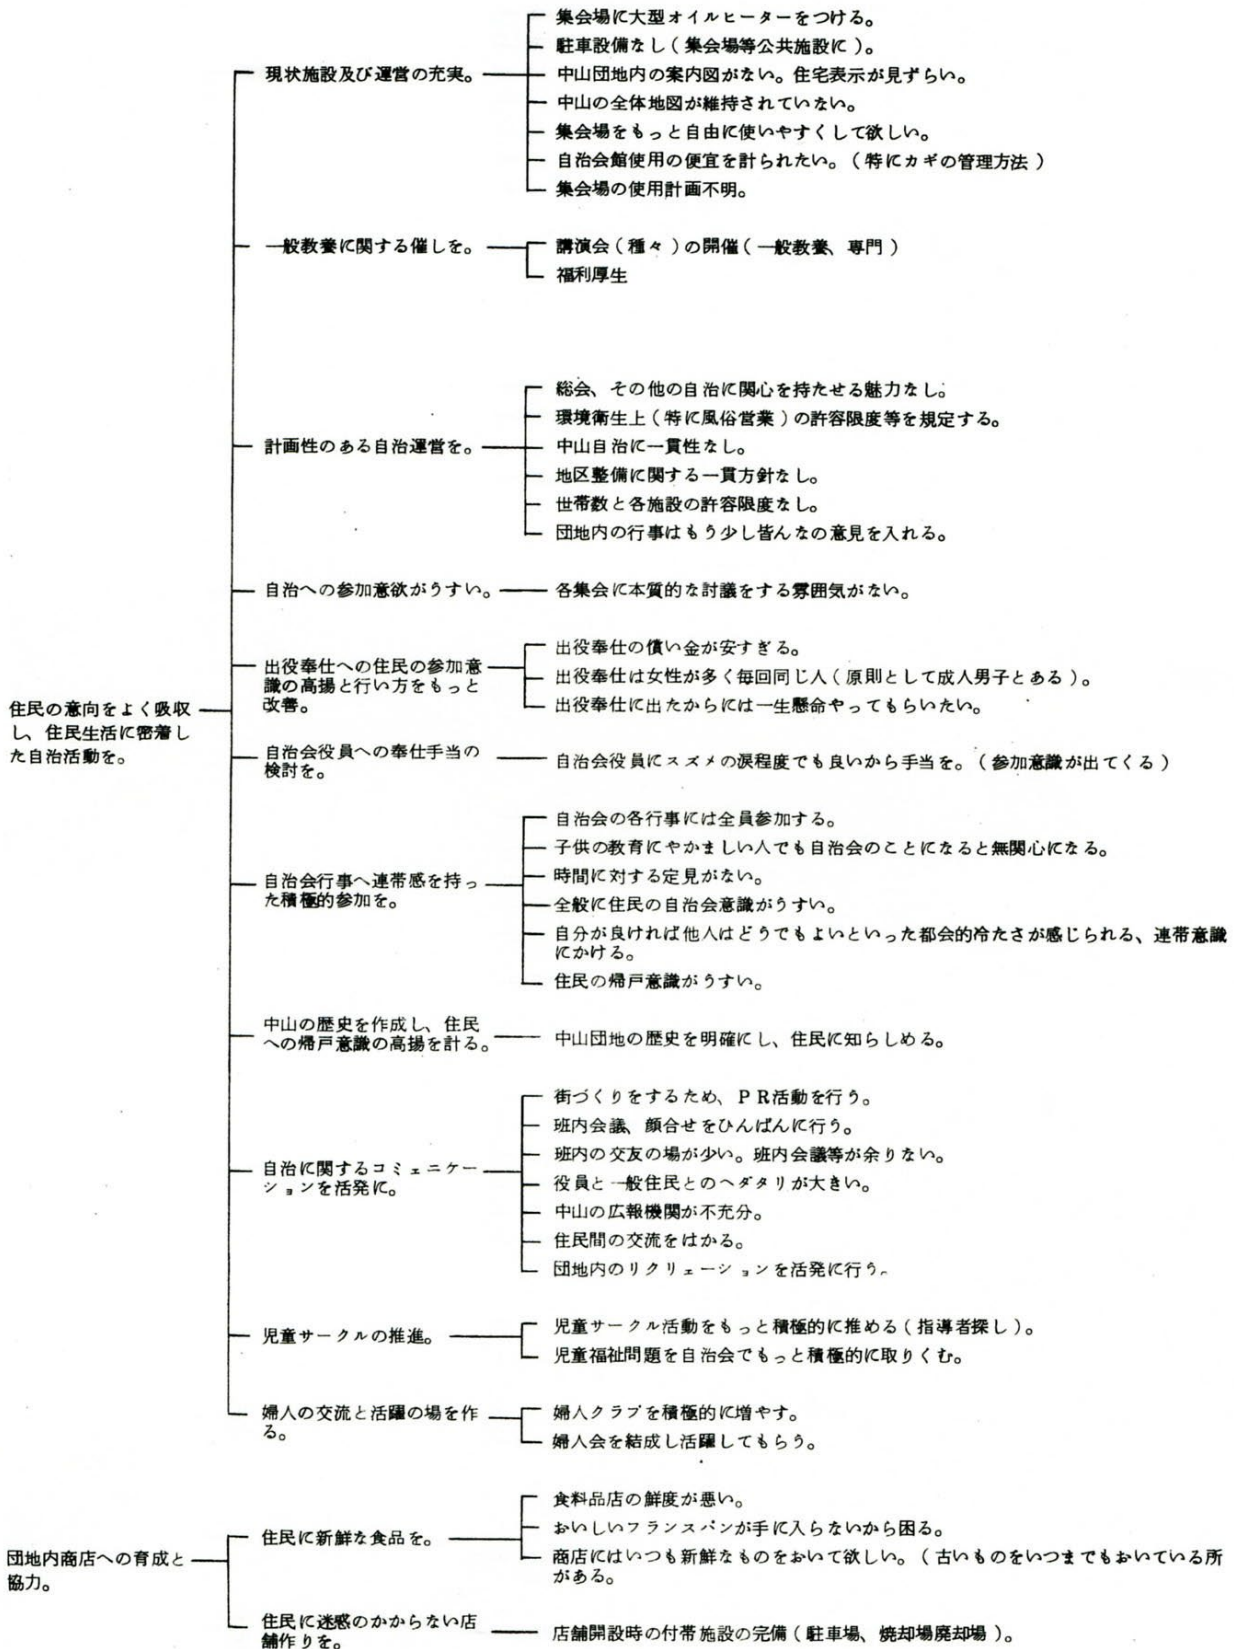 住民の意向をよく吸収
し、住民生活に密着し
た自治活動を。
現状施設及び運営の充実。
集会場に大型オイルヒーターをつける。
駐車設備なし(集会場等公共施設に)。
中山団地内の案内図がない。住宅表示が見ずらい。
中山の全体地図が維持されていない。
集会場をもっと自由に使いやすくして欲しい。
自治会館使用の便宜を計られたい。(特にカギの管理方法)
集会場の使用計画不明。
一般教養に関する催しを。
講演会(種々)の開催(一般教養、専門)
福利厚生
計画性のある自治運営を。
総会、その他の自治に関心を持たせる魅力なし。
環境衛生上(特に風俗営業)の許容限度等を規定する。
中山自治に一貫性なし。
地区整備に関する一貫方針なし。
世帯数と各施設の許容限度なし。
団地内の行事はもう少し皆んなの意見を入れる。
自治への参加意欲がうすい。
各集会に本質的な討議をする雰囲気がない。
出役奉仕への住民の参加意
識の高揚と行い方をもっと
改善。
出役奉仕の償い金が安すぎる。
出役奉仕は女性が多く毎回同じ人(原則として成人男子とある)。
出役奉仕に出たからには一生懸命やってもらいたい。
自治会役員への奉仕手当の
検討を。
自治会役員にスズメの涙程度でも良いから手当を。(参加意識が出てくる)
自治会行事へ連帯感を持っ
た積極的参加を。
自治会の各行事には全員参加する。
子供の教育にやかましい人でも自治会のことになると無関心になる。
時間に対する定見がない。
全般に住民の自治会意識がうすい。
自分が良ければ他人はどうでもよいといった都会的冷たさが感じられる、連帯意識
にかける。
住民の帰戸意識がうすい。
中山の歴史を作成し、住民
への帰戸意識の高揚を計る。
中山団地の歴史を明確にし、住民に知らしめる。
自治に関するコミェニケー
ションを活発に。
街づくりをするため、PR活動を行う。
班内会議、顔合せをひんぱんに行う。
班内の交友の場が少い。班内会議等が余りない。
役員と一般住民とのヘダタリが大きい。
中山の広報機関が不充分。
住民間の交流をはかる。
団地内のリクリェーションを活発に行う。
児童サークルの推進。
児童サークル活動をもっと積極的に推める(指導者探し)。
児童福祉問題を自治会でもっと積極的に取りくむ。
婦人の交流と活躍の場を作
る。
婦人クラブを積極的に増やす。
婦人会を結成し活躍してもらう。
団地内商店への育成と
協力。
住民に新鮮な食品を。
食料品店の鮮度が悪い。
おいしいフランスパンが手に入らないから困る。
商店にはいつも新鮮なものをおいて欲しい。(古いものをいつまでもおいている所
がある。
住民に迷惑のかからない店
舗作りを。
店舗開設時の付帯施設の完備(駐車場、焼却場廃却場)。